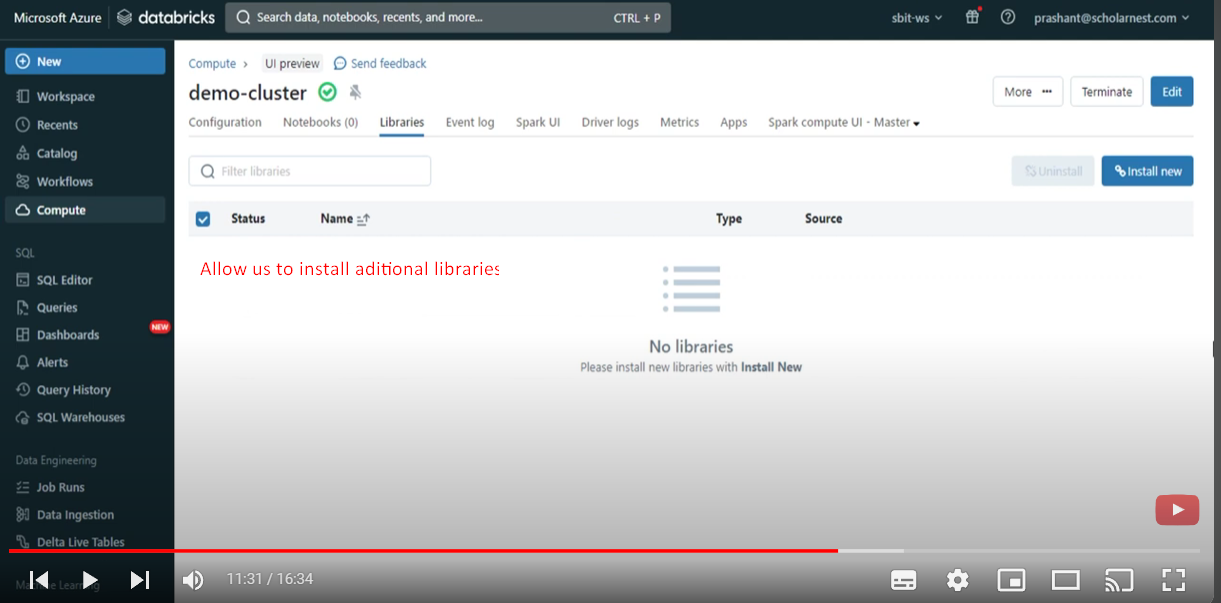 Microsoft Azure databricks Search data, notebooks, recents, and more... CTRL + P sbit-ws prashant@scholarnest.com
New
Workspace
Recents
Catalog
Workflows
Compute
SQL
SQL Editor
Queries
Dashboards NEW
Alerts
Query History
SQL Warehouses
Data Engineering
Job Runs
Data Ingestion
Delta Live Tables
Machine Learning
Compute › UI preview Send feedback
demo-cluster
More ··· Terminate Edit
Configuration Notebooks (0) Libraries Event log Spark UI Driver logs Metrics Apps Spark compute UI - Master
Filter libraries Uninstall Install new
Status Name Type Source
Allow us to install aditional libraries
No libraries
Please install new libraries with Install New
11:31 / 16:34